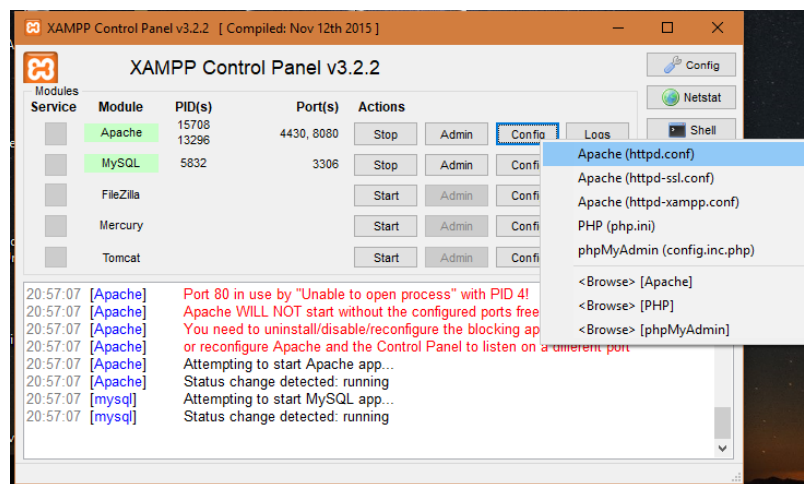 XAMPP Control Panel v3.2.2 [ Compiled: Nov 12th 2015 ]
XAMPP Control Panel v3.2.2
Config
Netstat
Shell
Modules
Service Module PID(s) Port(s) Actions
Apache 15708 4430, 8080 Stop Admin Config Logs
13296
MySQL 5832 3306 Stop Admin Confi
FileZilla Start Admin Confi
Mercury Start Admin Confi
Tomcat Start Admin Confi
Apache (httpd.conf)
Apache (httpd-ssl.conf)
Apache (httpd-xampp.conf)
PHP (php.ini)
phpMyAdmin (config.inc.php)
<Browse> [Apache]
<Browse> [PHP]
<Browse> [phpMyAdmin]
20:57:07 [Apache] Port 80 in use by "Unable to open process" with PID 4!
20:57:07 [Apache] Apache WILL NOT start without the configured ports free
20:57:07 [Apache] You need to uninstall/disable/reconfigure the blocking ap
20:57:07 [Apache] or reconfigure Apache and the Control Panel to listen on a different port
20:57:07 [Apache] Attempting to start Apache app...
20:57:07 [Apache] Status change detected: running
20:57:07 [mysql] Attempting to start MySQL app...
20:57:07 [mysql] Status change detected: running